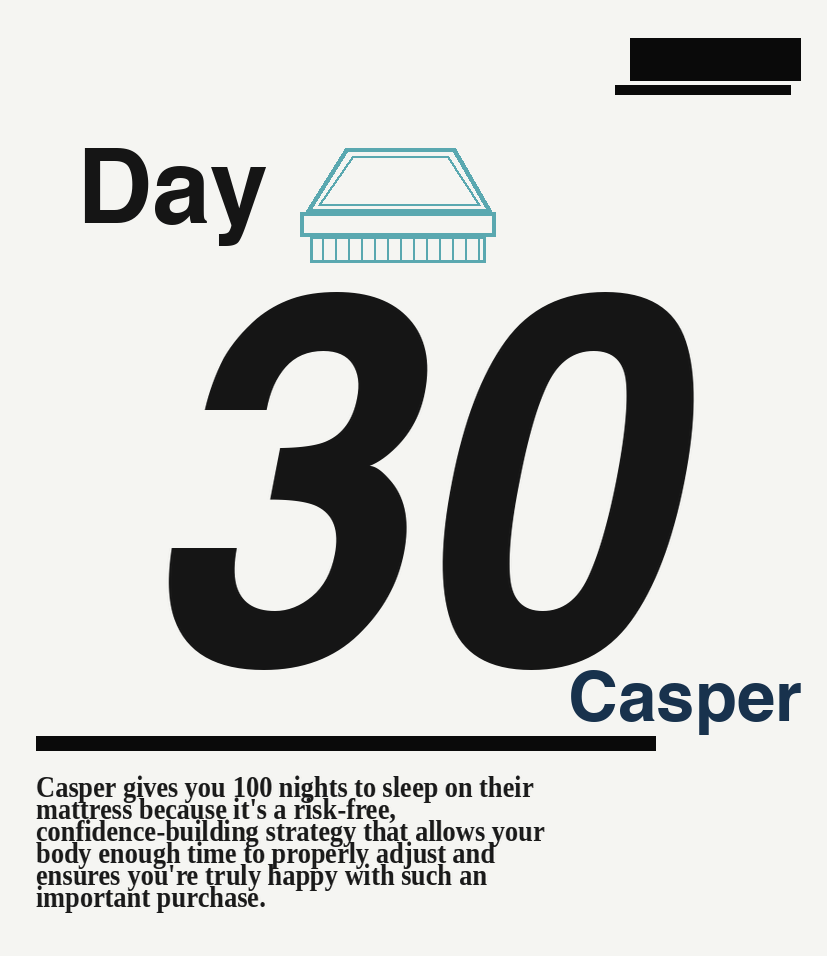 Day
30
Casper
Casper gives you 100 nights to sleep on their
mattress because it's a risk-free,
confidence-building strategy that allows your
body enough time to properly adjust and
ensures you're truly happy with such an
important purchase.